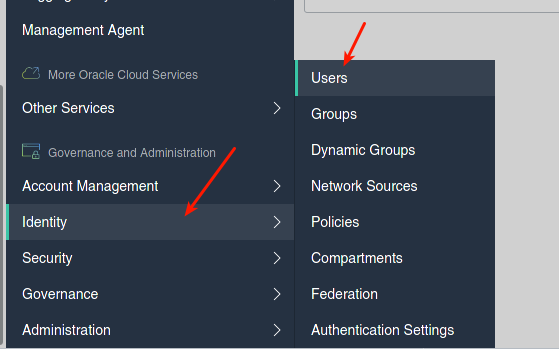 Management Agent
More Oracle Cloud Services
Other Services
Governance and Administration
Account Management
Identity
Security
Governance
Administration
Users
Groups
Dynamic Groups
Network Sources
Policies
Compartments
Federation
Authentication Settings